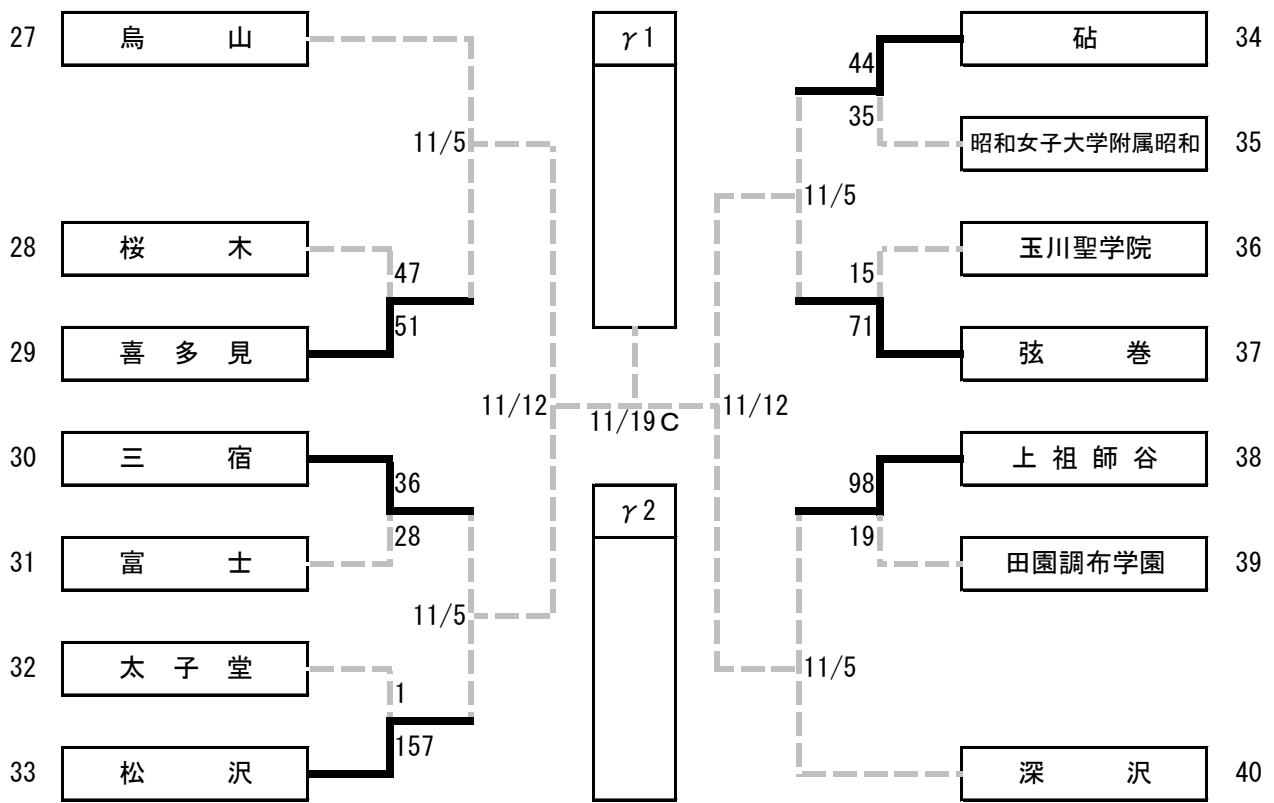 27 烏 山
28 桜 木
47
51
29 喜 多 見
11/5
30 三 宿
36
28
31 富 士
32 太 子 堂
1
157
33 松 沢
11/5
11/12
γ1
11/19C
γ2
11/12
砧 34
44
35
昭和女子大学附属昭和 35
11/5
玉川聖学院 36
15
71
弦 巻 37
上 祖 師 谷 38
98
19
田園調布学園 39
11/5
深 沢 40